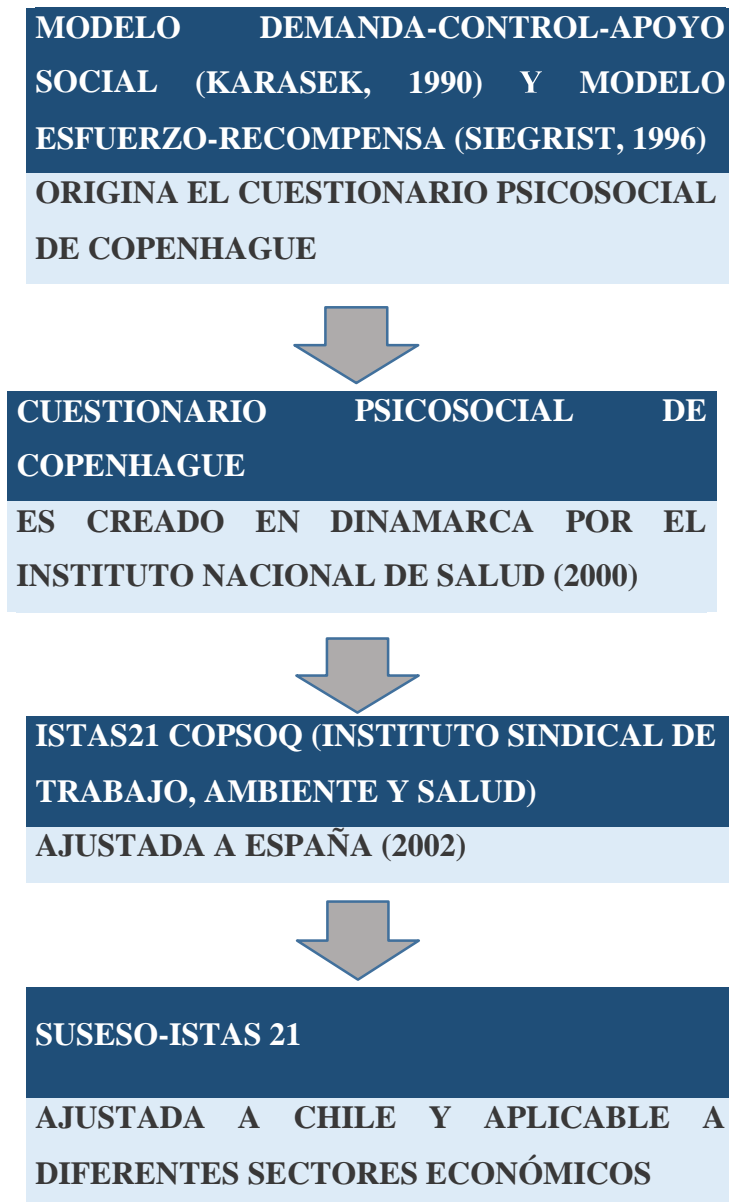 MODELO DEMANDA-CONTROL-APOYO
SOCIAL (KARASEK, 1990) Y MODELO
ESFUERZO-RECOMPENSA (SIEGRIST, 1996)
ORIGINA EL CUESTIONARIO PSICOSOCIAL
DE COPENHAGUE
CUESTIONARIO PSICOSOCIAL DE
COPENHAGUE
ES CREADO EN DINAMARCA POR EL
INSTITUTO NACIONAL DE SALUD (2000)
ISTAS21 COPSOQ (INSTITUTO SINDICAL DE
TRABAJO, AMBIENTE Y SALUD)
AJUSTADA A ESPAÑA (2002)
SUSESO-ISTAS 21
AJUSTADA A CHILE Y APLICABLE A
DIFERENTES SECTORES ECONÓMICOS